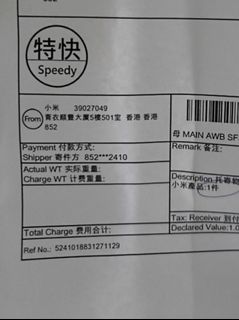 852
特快
Speedy
From
小米 39027049
青衣順豐大厦5樓501室 香港 香港
852
母 MAIN AWB SF
Payment 付款方式:
Remark 备注:
Shipper 寄件方 852***2410
Actual WT 实际重量:
Charge WT 计费重量:
Description 托寄物
小米產品1件
Tax: Receiver 到付
Total Charge 费用合计:
Declared Value:1.0
Ref No.: 5241018831271129